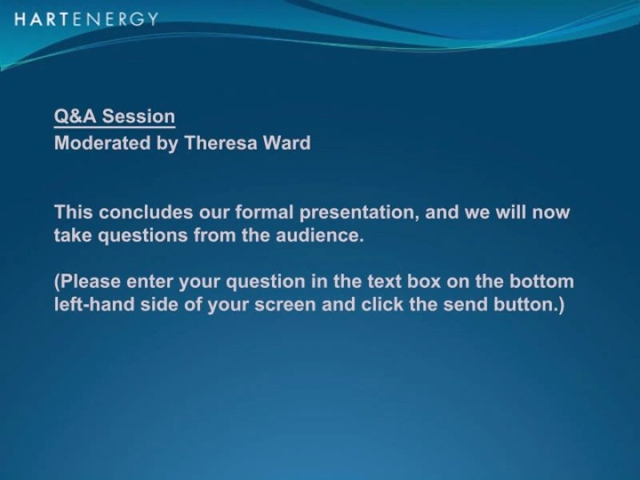 HARTENERGY
Q&A Session
Moderated by Theresa Ward
This concludes our formal presentation, and we will now
take questions from the audience.
(Please enter your question in the text box on the bottom
left-hand side of your screen and click the send button.)